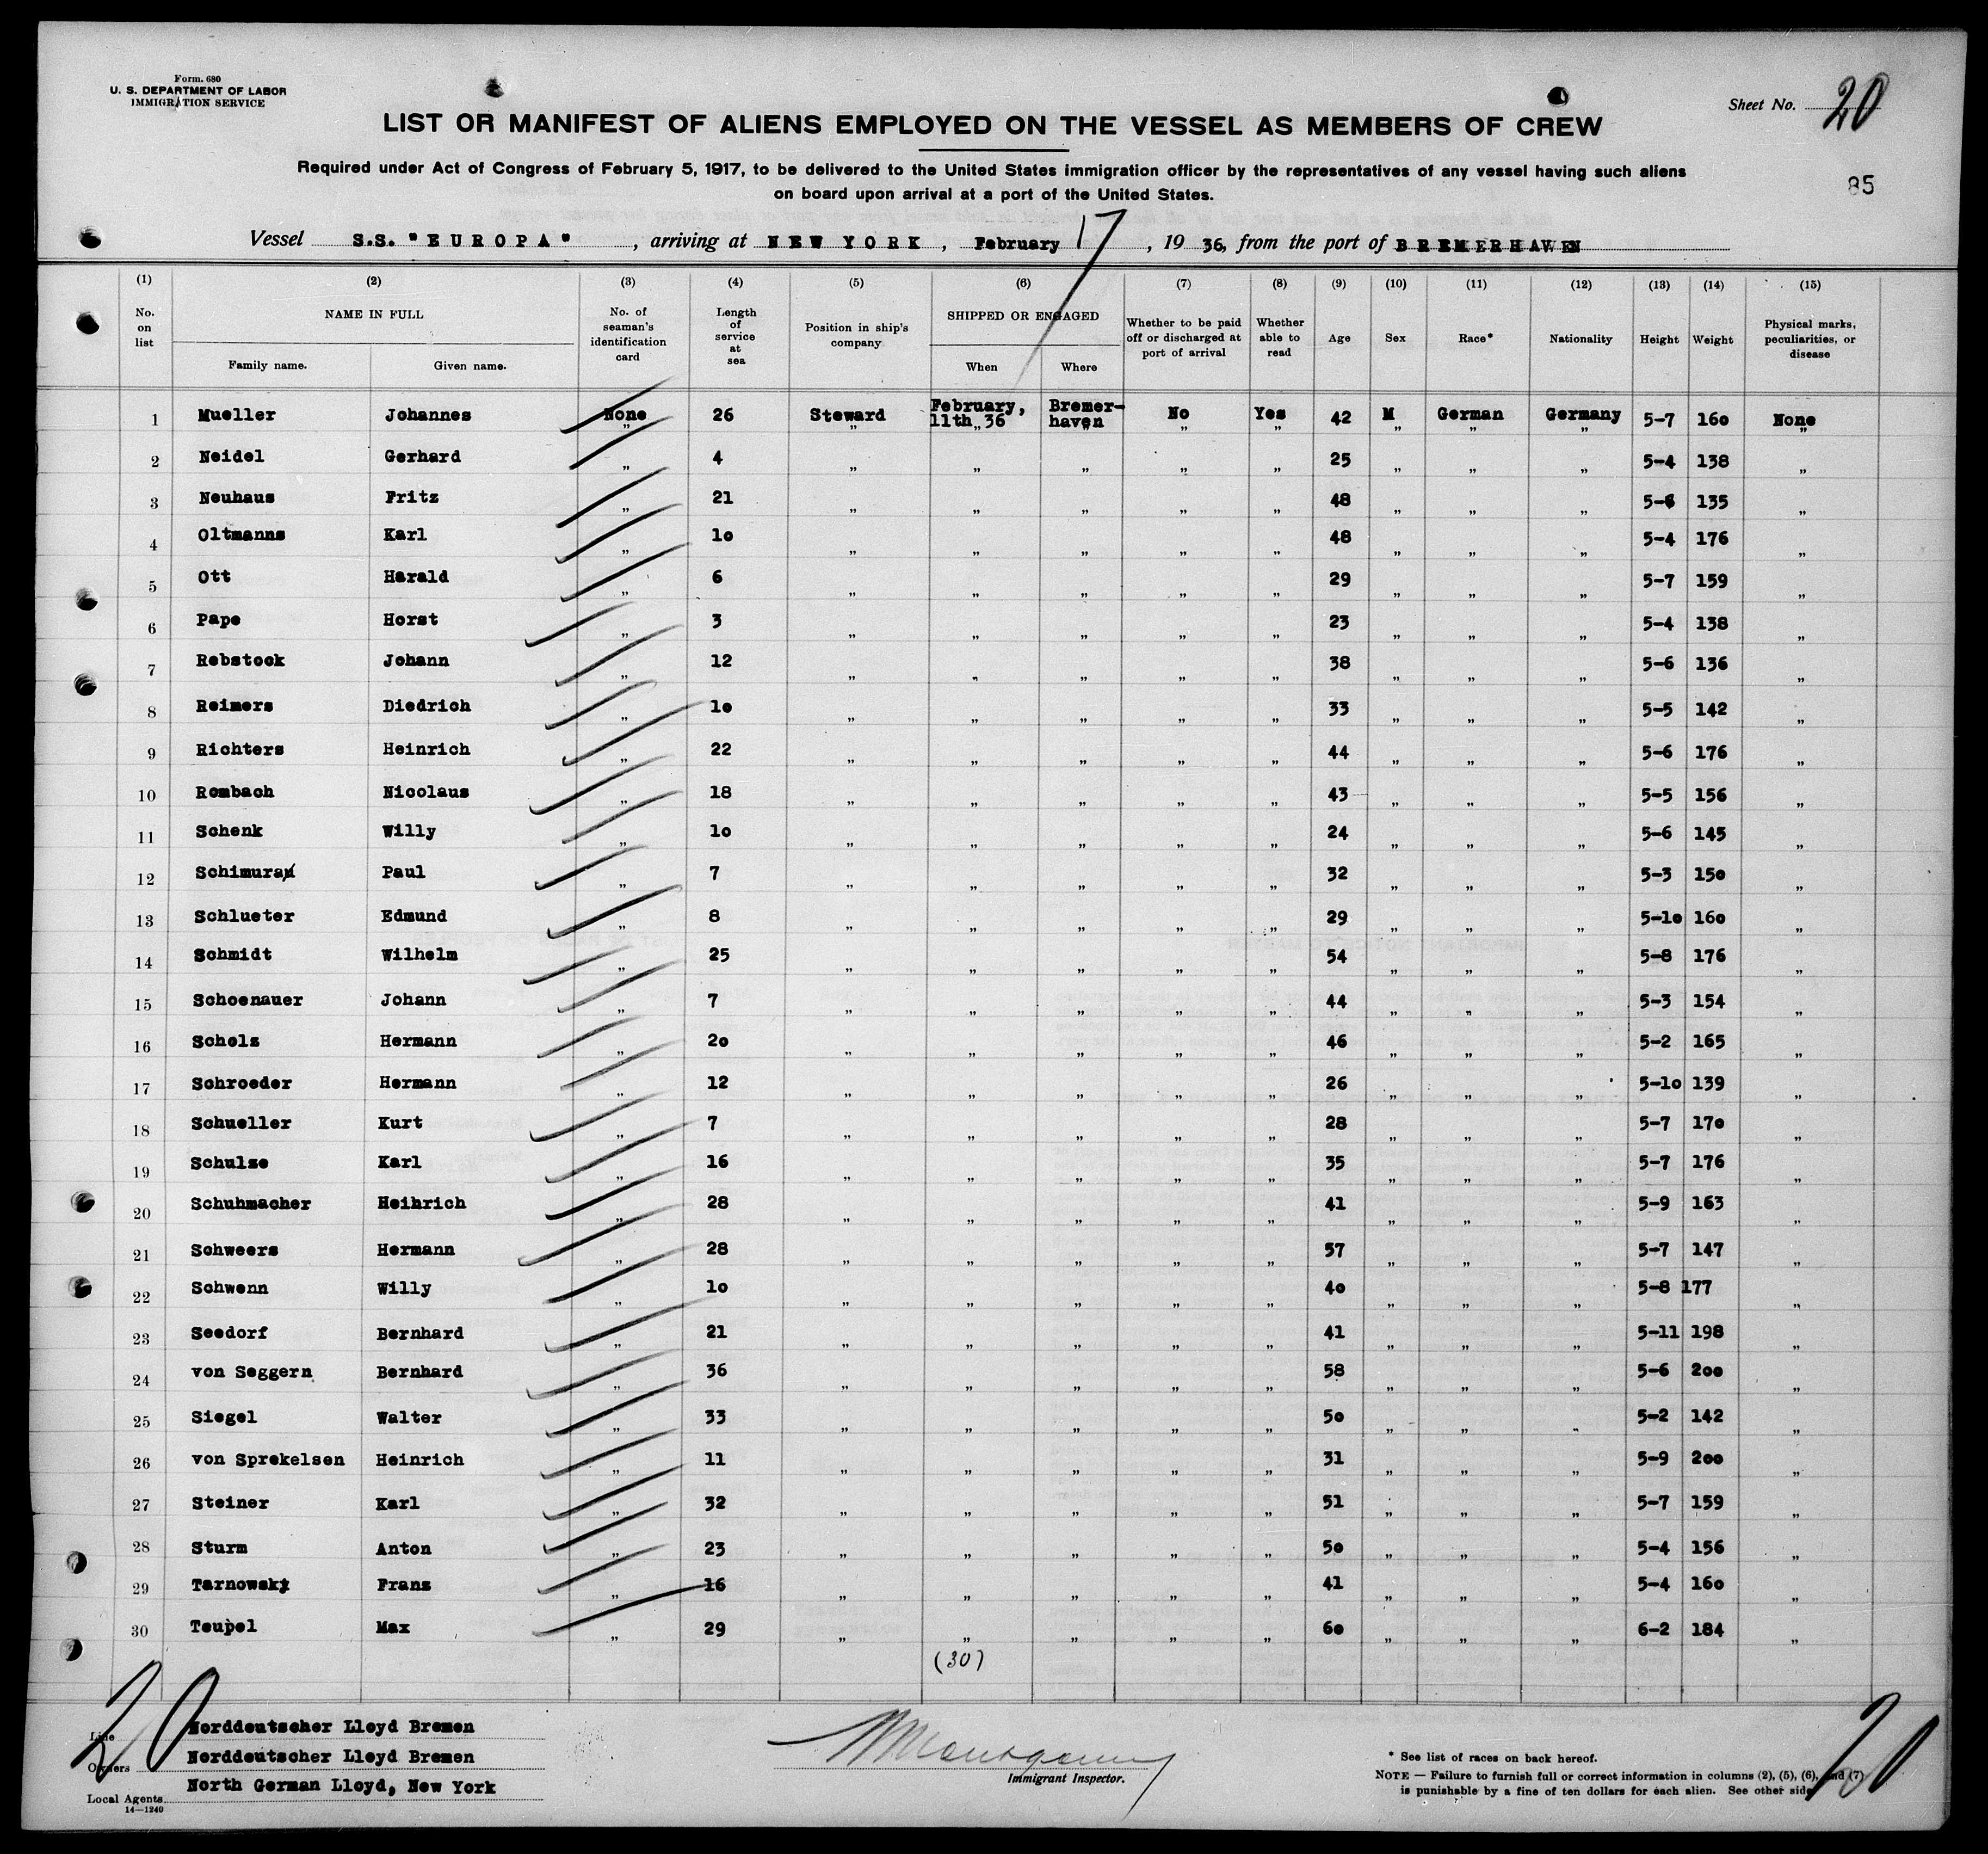 Form. 680
U. S. DEPARTMENT OF LABOR
IMMIGRATION SERVICE
Sheet No. 20
LIST OR MANIFEST OF ALIENS EMPLOYED ON THE VESSEL AS MEMBERS OF CREW
Required under Act of Congress of February 5, 1917, to be delivered to the United States immigration officer by the representatives of any vessel having such aliens
on board upon arrival at a port of the United States.
85
Vessel S.S. "EUROPA" , arriving at NEW YORK , February 17 , 19 36, from the port of BREMERHAVEN
(1) (2) (3) (4) (5) (6) (7) (8) (9) (10) (11) (12) (13) (14) (15)
No. on list NAME IN FULL Family name. Given name. No. of seaman's identification card Length of service at sea Position in ship's company SHIPPED OR ENGAGED When Where Whether to be paid off or discharged at port of arrival Whether able to read Age Sex Race* Nationality Height Weight Physical marks, peculiarities, or disease
1 Mueller Johannes None 26 Steward February, 11th 36 Bremer-haven No Yes 42 M German Germany 5-7 160 None
2 Neidel Gerhard " 4 " " " " " 25 " " " 5-4 138 "
3 Neuhaus Fritz " 21 " " " " " 48 " " " 5-6 135 "
4 Oltmanns Karl " 10 " " " " " 48 " " " 5-4 176 "
5 Ott Harald " 6 " " " " " 29 " " " 5-7 159 "
6 Pape Horst " 3 " " " " " 23 " " " 5-4 138 "
7 Rebstock Johann " 12 " " " " " 38 " " " 5-6 136 "
8 Reimers Diedrich " 10 " " " " " 33 " " " 5-5 142 "
9 Richters Heinrich " 22 " " " " " 44 " " " 5-6 176 "
10 Rombach Nicolaus " 18 " " " " " 43 " " " 5-5 156 "
11 Schenk Willy " 10 " " " " " 24 " " " 5-6 145 "
12 Schimura Paul " 7 " " " " " 32 " " " 5-3 150 "
13 Schlueter Edmund " 8 " " " " " 29 " " " 5-10 160 "
14 Schmidt Wilhelm " 25 " " " " " 54 " " " 5-8 176 "
15 Schoenauer Johann " 7 " " " " " 44 " " " 5-3 154 "
16 Scholz Hermann " 20 " " " " " 46 " " " 5-2 165 "
17 Schroeder Hermann " 12 " " " " " 26 " " " 5-10 139 "
18 Schueller Kurt " 7 " " " " " 28 " " " 5-7 170 "
19 Schulze Karl " 16 " " " " " 35 " " " 5-7 176 "
20 Schuhmacher Heihrich " 28 " " " " " 41 " " " 5-9 163 "
21 Schweers Hermann " 28 " " " " " 57 " " " 5-7 147 "
22 Schwenn Willy " 10 " " " " " 40 " " " 5-8 177 "
23 Seedorf Bernhard " 21 " " " " " 41 " " " 5-11 198 "
24 von Seggern Bernhard " 36 " " " " " 58 " " " 5-6 200 "
25 Siegel Walter " 33 " " " " " 50 " " " 5-2 142 "
26 von Sprekelsen Heinrich " 11 " " " " " 31 " " " 5-9 200 "
27 Steiner Karl " 32 " " " " " 51 " " " 5-7 159 "
28 Sturm Anton " 23 " " " " " 50 " " " 5-4 156 "
29 Tarnowski Franz " 16 " " " " " 41 " " " 5-4 160 "
30 Teupel Max " 29 " " " " " 60 " " " 6-2 184 "
(30)
20
20
Line Norddeutscher Lloyd Bremen
Owners Norddeutscher Lloyd Bremen
Local Agents North German Lloyd, New York
14—1240
Immigrant Inspector.
* See list of races on back hereof.
NOTE — Failure to furnish full or correct information in columns (2), (5), (6), and (7)
is punishable by a fine of ten dollars for each alien. See other side